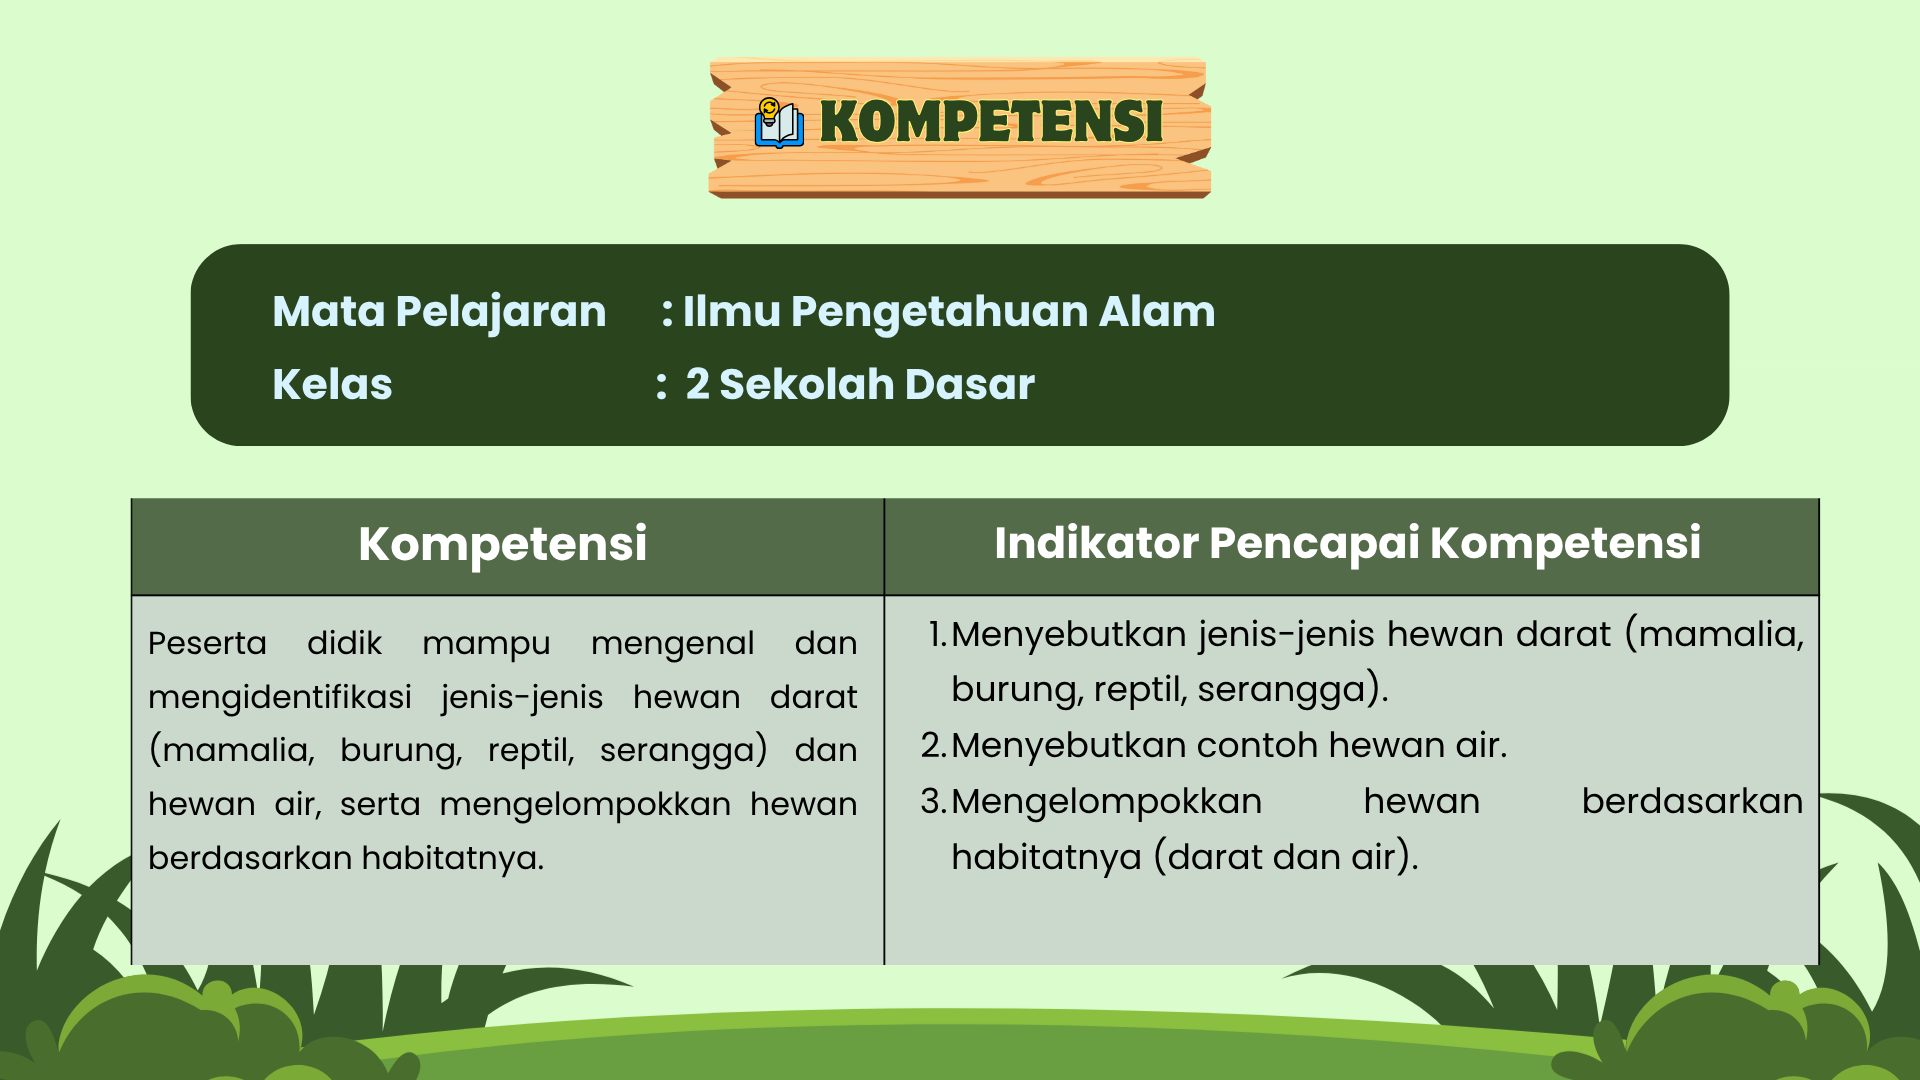 KOMPETENSI
Mata Pelajaran : Ilmu Pengetahuan Alam
Kelas : 2 Sekolah Dasar
Kompetensi
Peserta didik mampu mengenal dan
mengidentifikasi jenis-jenis hewan darat
(mamalia, burung, reptil, serangga) dan
hewan air, serta mengelompokkan hewan
berdasarkan habitatnya.
Indikator Pencapai Kompetensi
1. Menyebutkan jenis-jenis hewan darat (mamalia,
burung, reptil, serangga).
2. Menyebutkan contoh hewan air.
3. Mengelompokkan hewan berdasarkan
habitatnya (darat dan air).